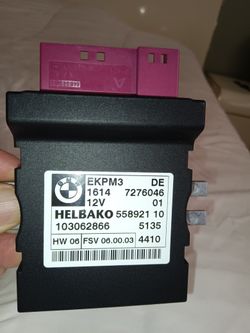 EKPM3 DE
1614 7276046
12V 01
HELBAKO 558921 10
103062866 5135
HW 06 FSV 06.00.03 4410